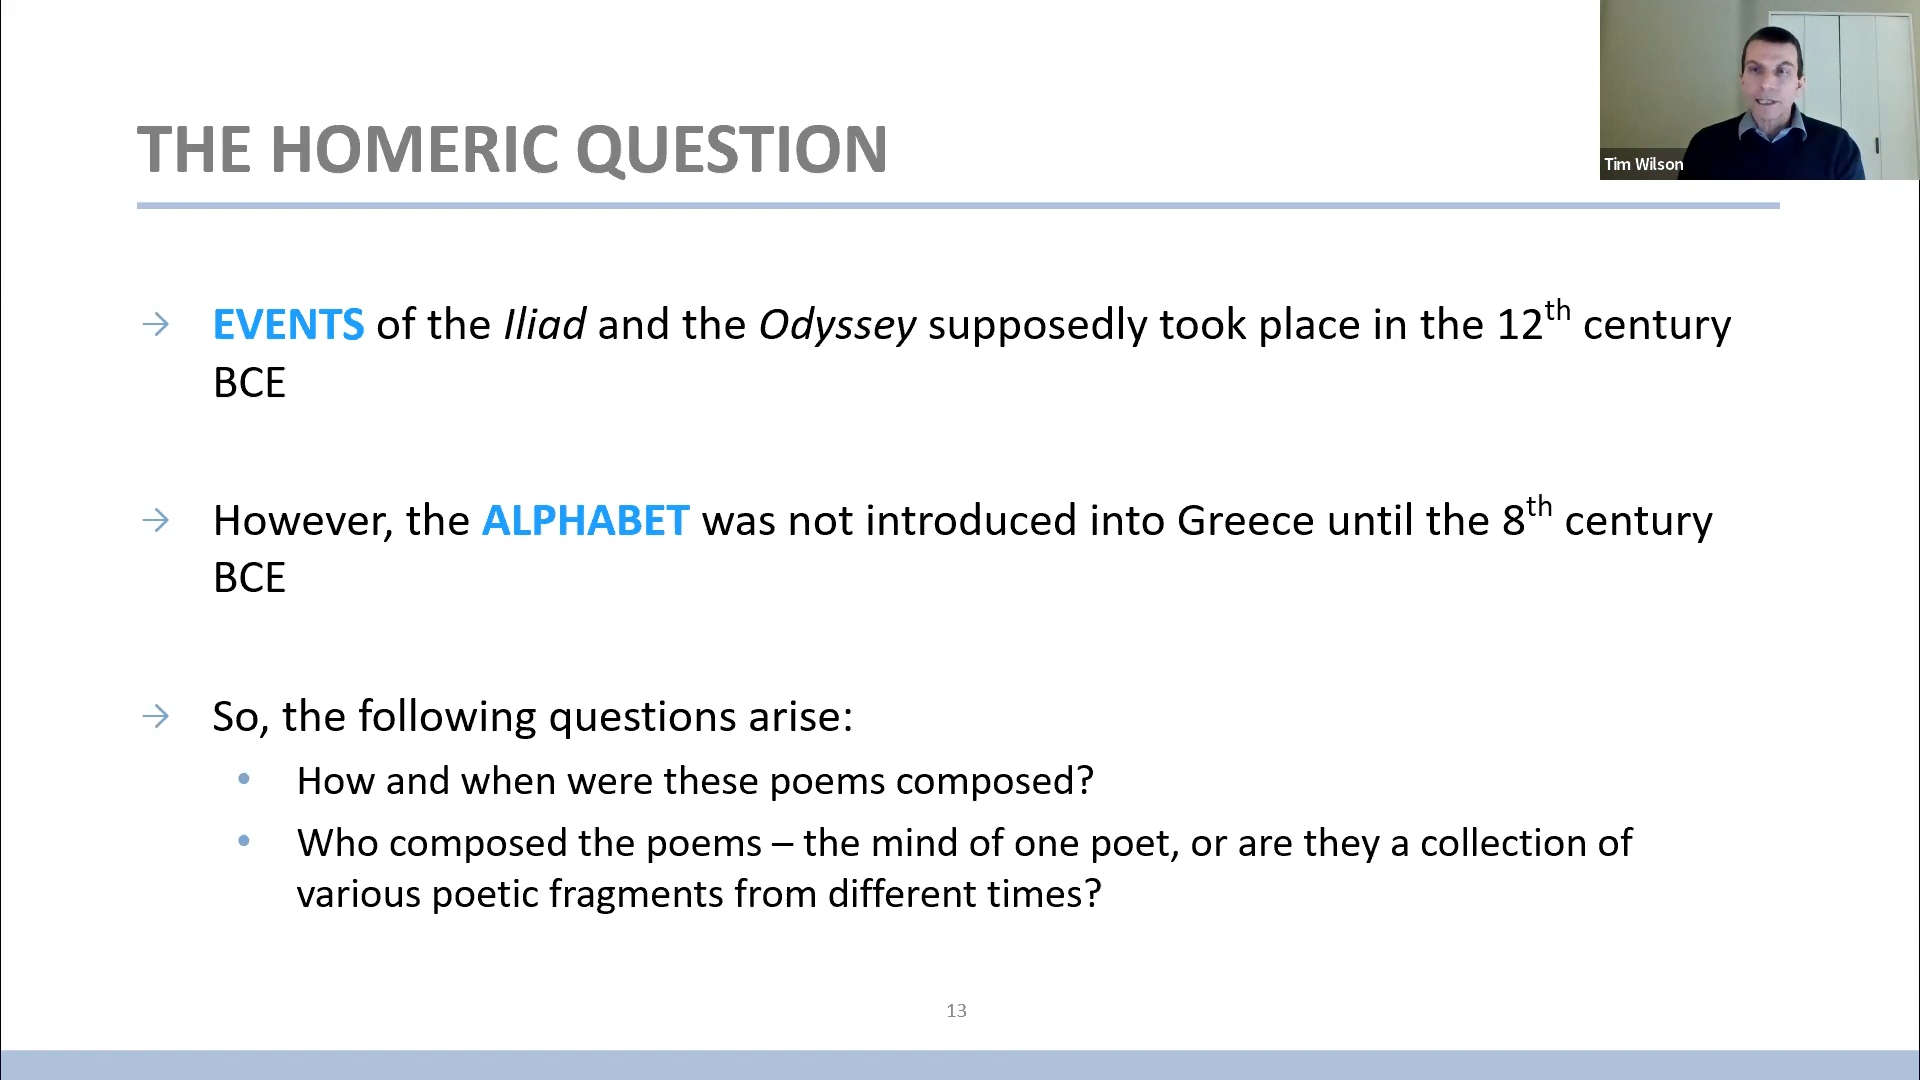 THE HOMERIC QUESTION
Tim Wilson
→ EVENTS of the Iliad and the Odyssey supposedly took place in the 12th century
BCE
→ However, the ALPHABET was not introduced into Greece until the 8th century
BCE
→ So, the following questions arise:
• How and when were these poems composed?
• Who composed the poems – the mind of one poet, or are they a collection of
various poetic fragments from different times?
13